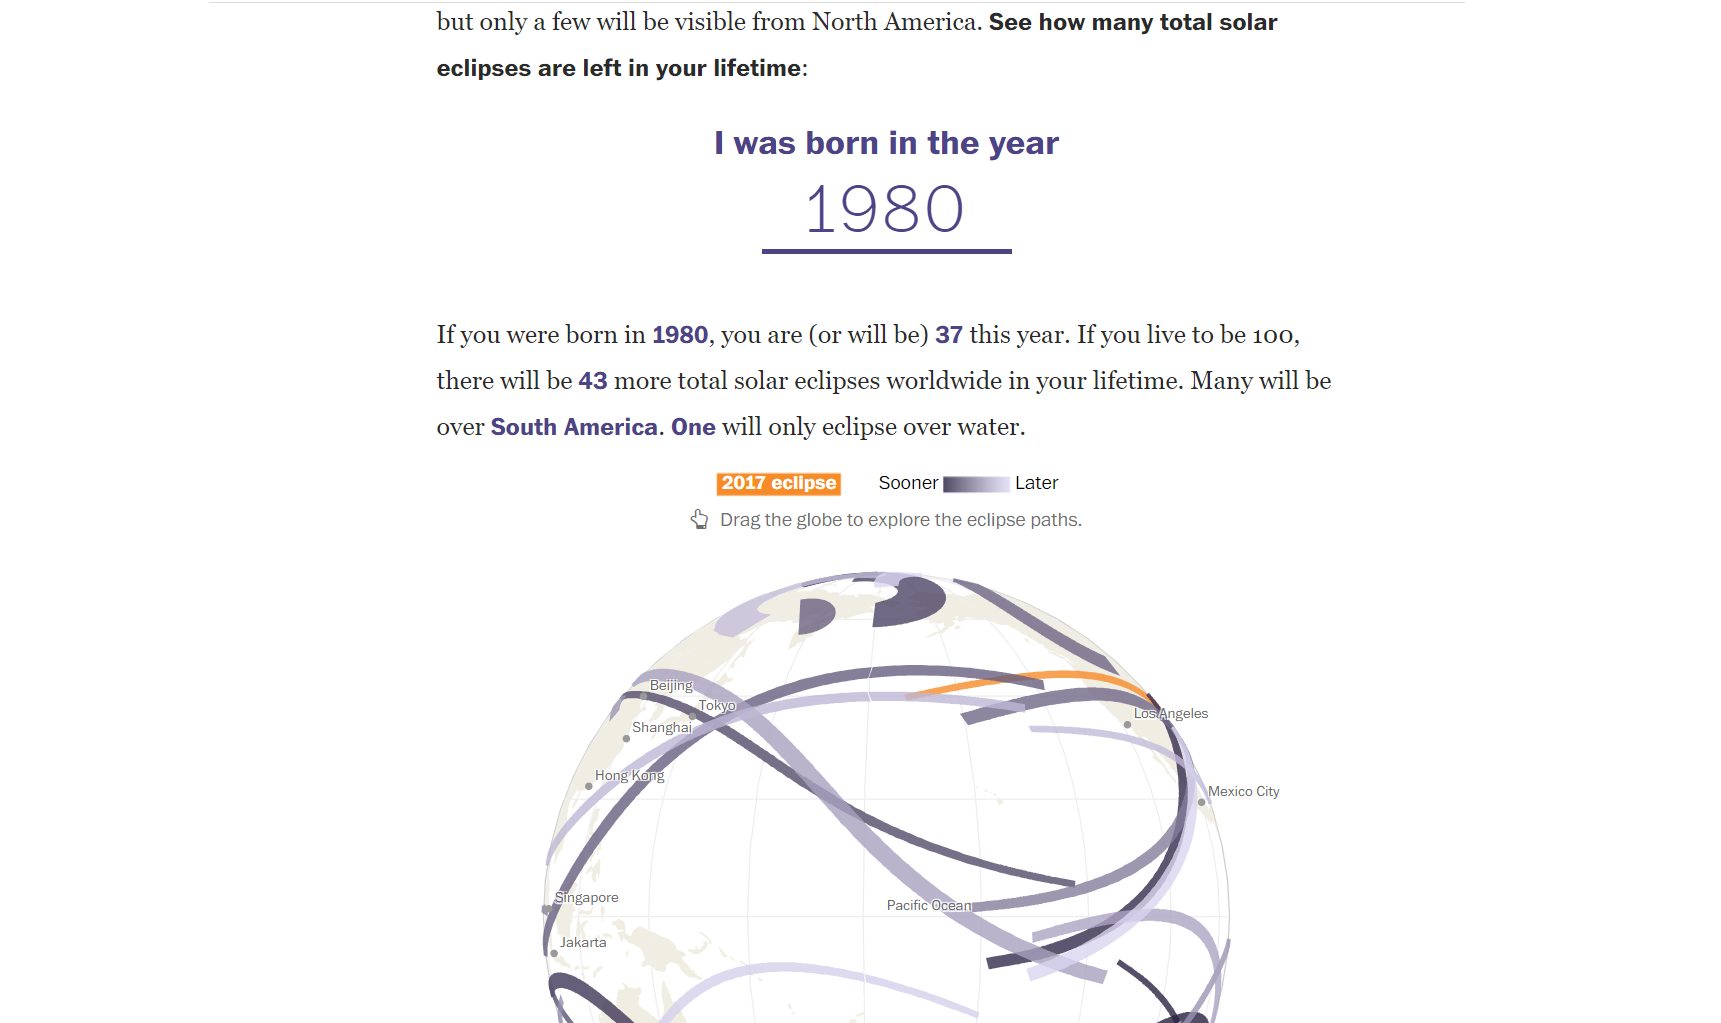 but only a few will be visible from North America. See how many total solar
eclipses are left in your lifetime:
I was born in the year
1980
If you were born in 1980, you are (or will be) 37 this year. If you live to be 100,
there will be 43 more total solar eclipses worldwide in your lifetime. Many will be
over South America. One will only eclipse over water.
2017 eclipse Sooner Later
Drag the globe to explore the eclipse paths.
Beijing
Tokyo
Los Angeles
Shanghai
Hong Kong
Mexico City
Singapore
Pacific Ocean
Jakarta